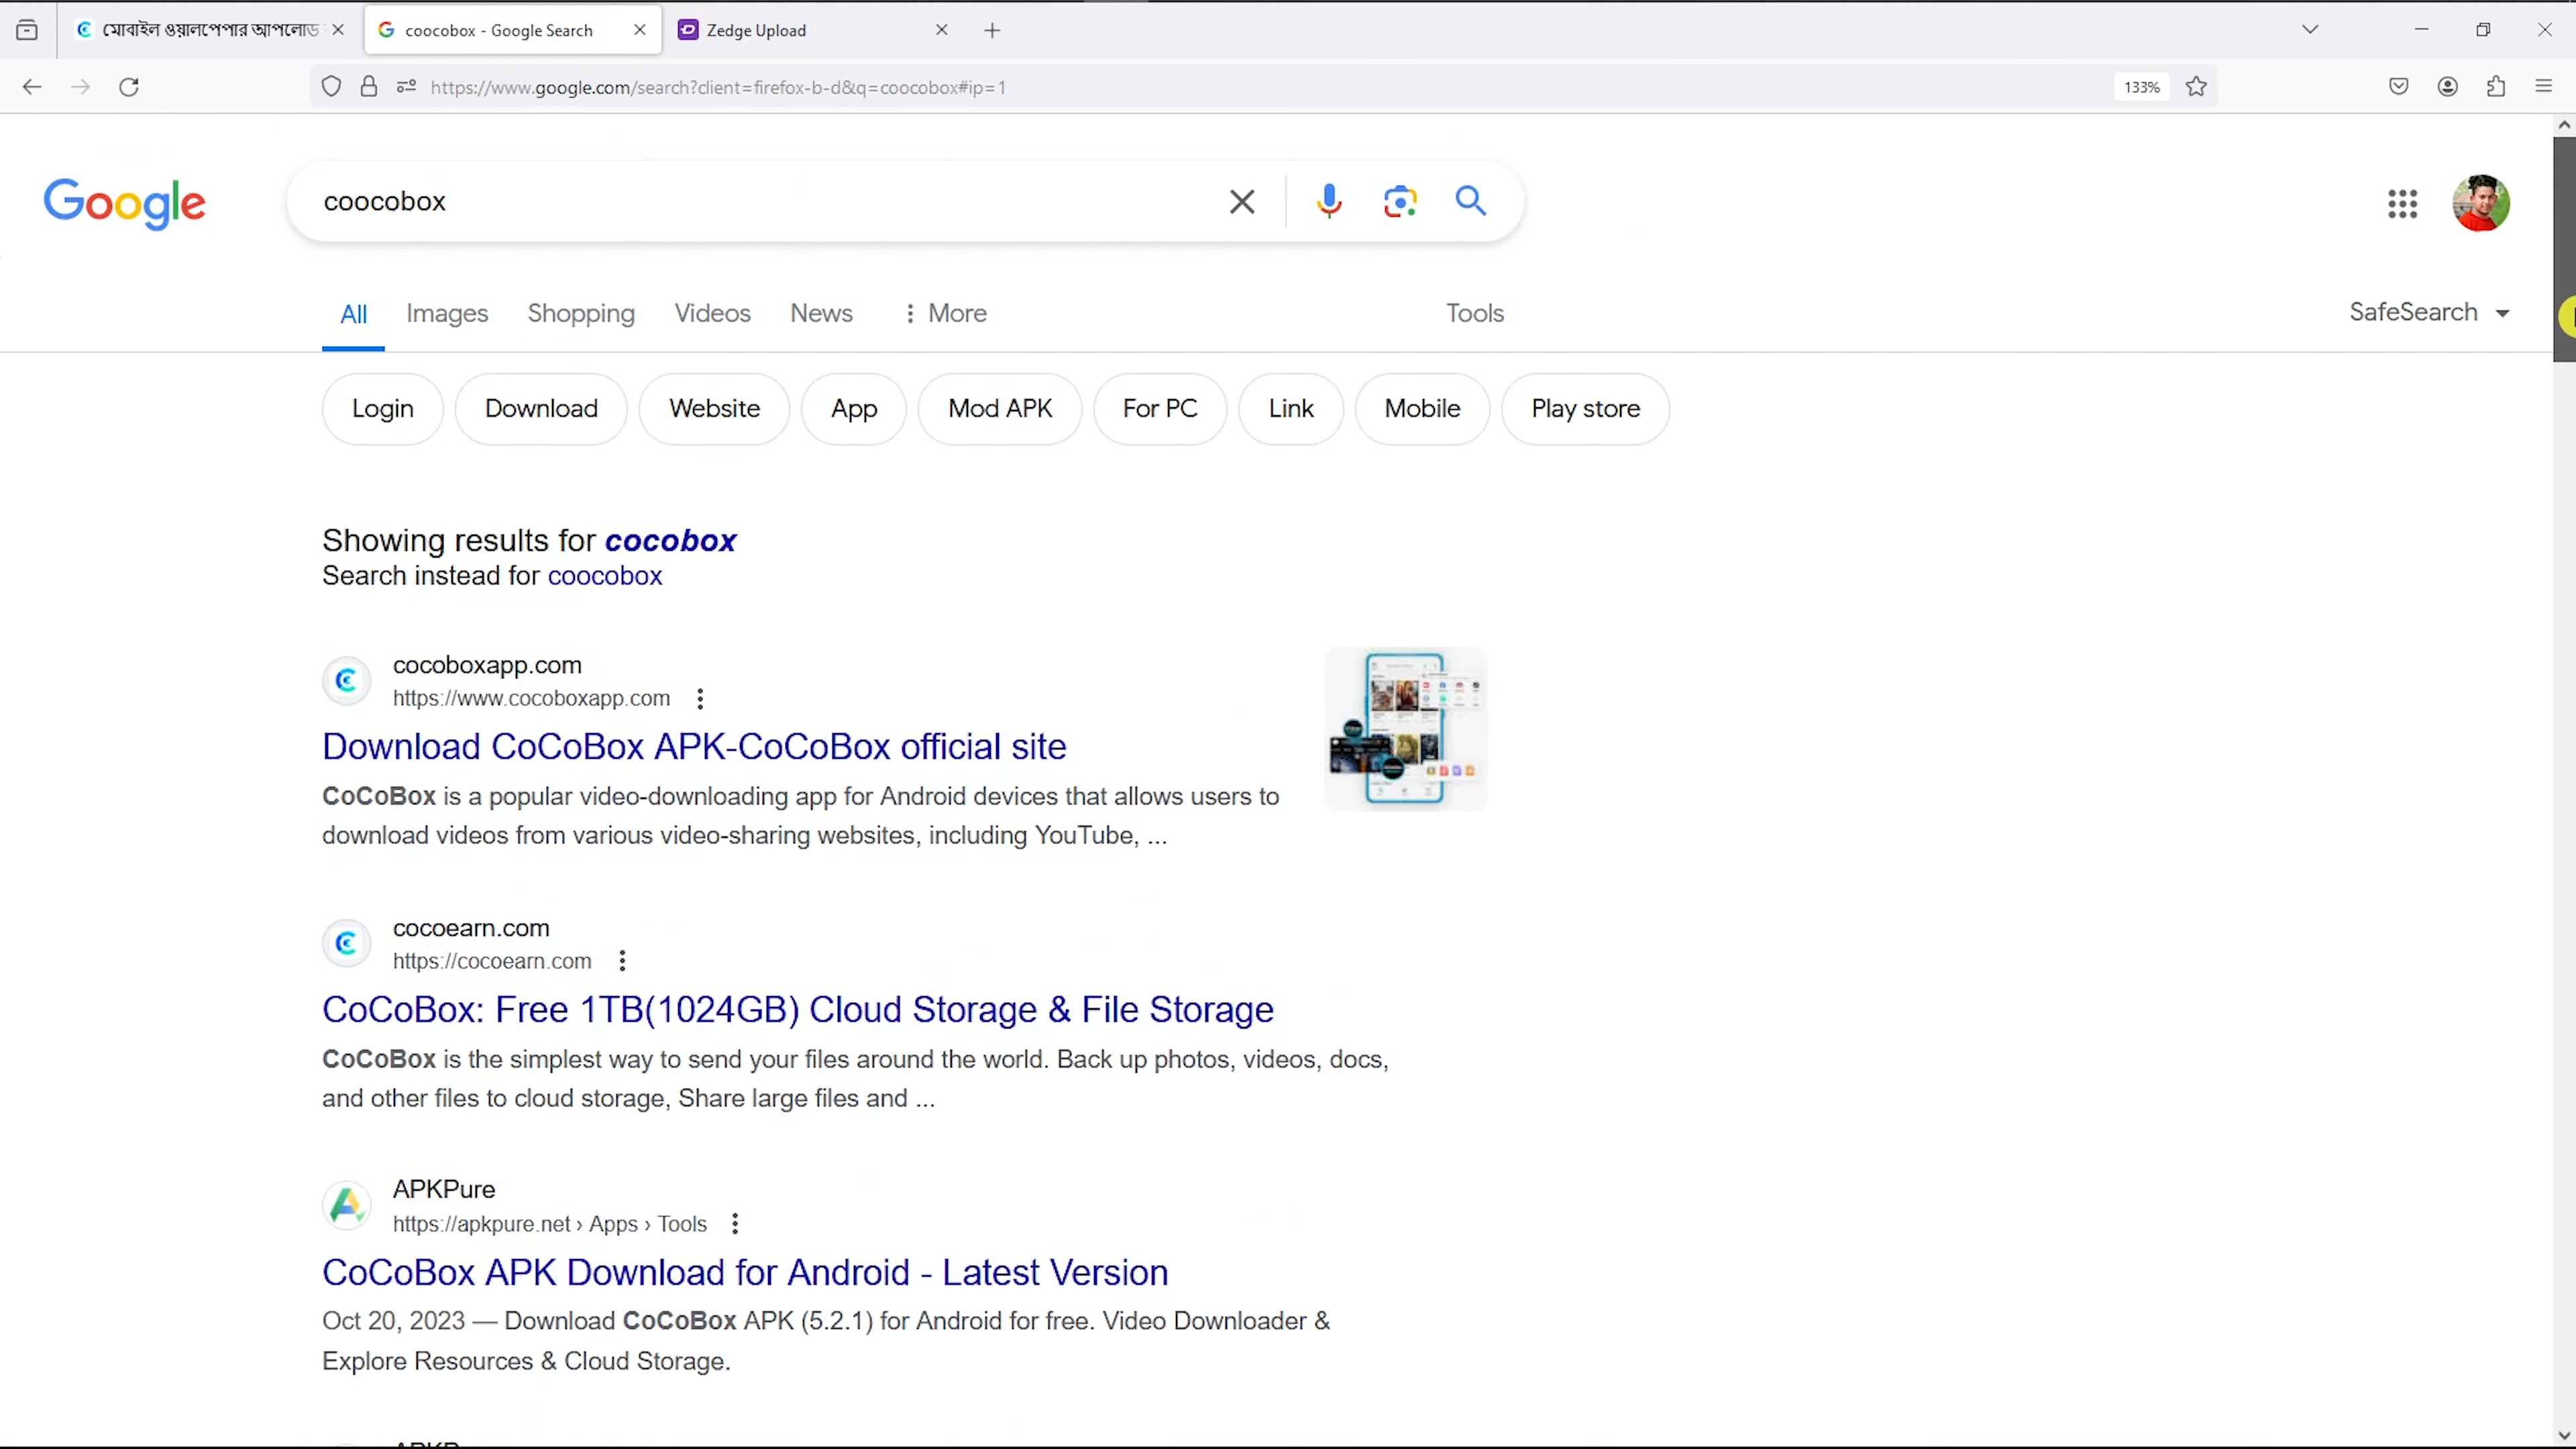 মোবাইল ওয়ালপেপার আপলোড
coocobox - Google Search
Zedge Upload
https://www.google.com/search?client=firefox-b-d&q=coocobox#ip=1
133%
Google
coocobox
All
Images
Shopping
Videos
News
More
Tools
SafeSearch
Login
Download
Website
App
Mod APK
For PC
Link
Mobile
Play store
Showing results for cocobox
Search instead for coocobox
cocoboxapp.com
https://www.cocoboxapp.com
Download CoCoBox APK-CoCoBox official site
CoCoBox is a popular video-downloading app for Android devices that allows users to
download videos from various video-sharing websites, including YouTube, ...
cocoearn.com
https://cocoearn.com
CoCoBox: Free 1TB(1024GB) Cloud Storage & File Storage
CoCoBox is the simplest way to send your files around the world. Back up photos, videos, docs,
and other files to cloud storage, Share large files and ...
APKPure
https://apkpure.net › Apps › Tools
CoCoBox APK Download for Android - Latest Version
Oct 20, 2023 — Download CoCoBox APK (5.2.1) for Android for free. Video Downloader &
Explore Resources & Cloud Storage.